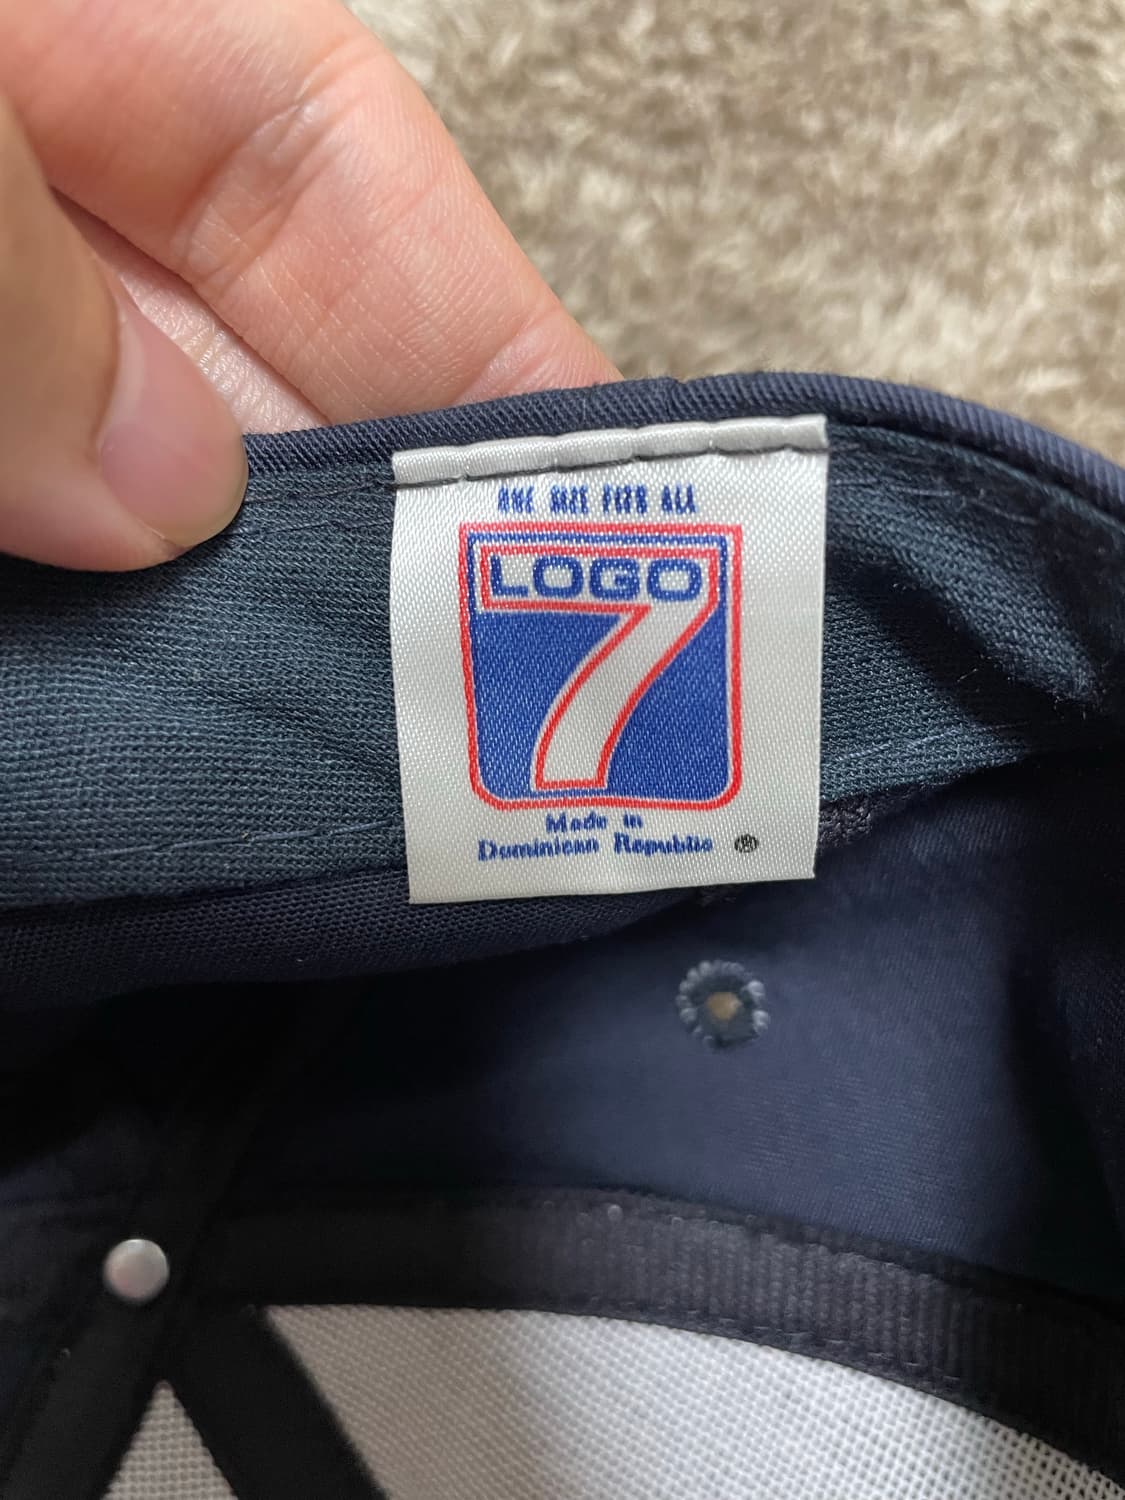 ONE SIZE FITS ALL
LOGO
7
Made in
Dominican Republic ®